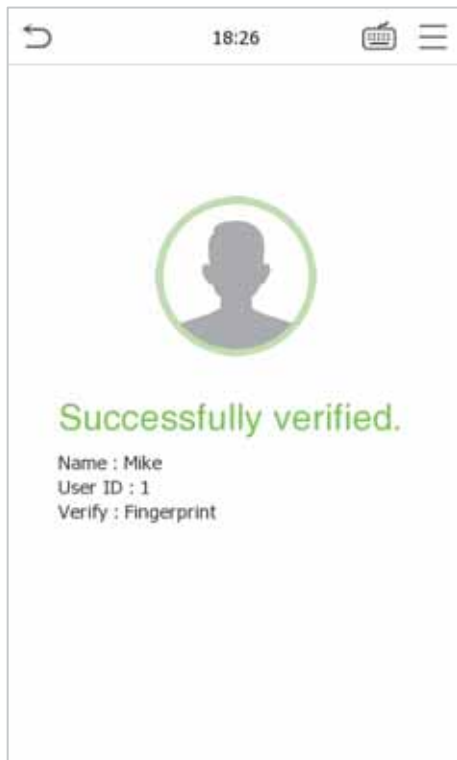 18:26
Successfully verified.
Name : Mike
User ID : 1
Verify : Fingerprint